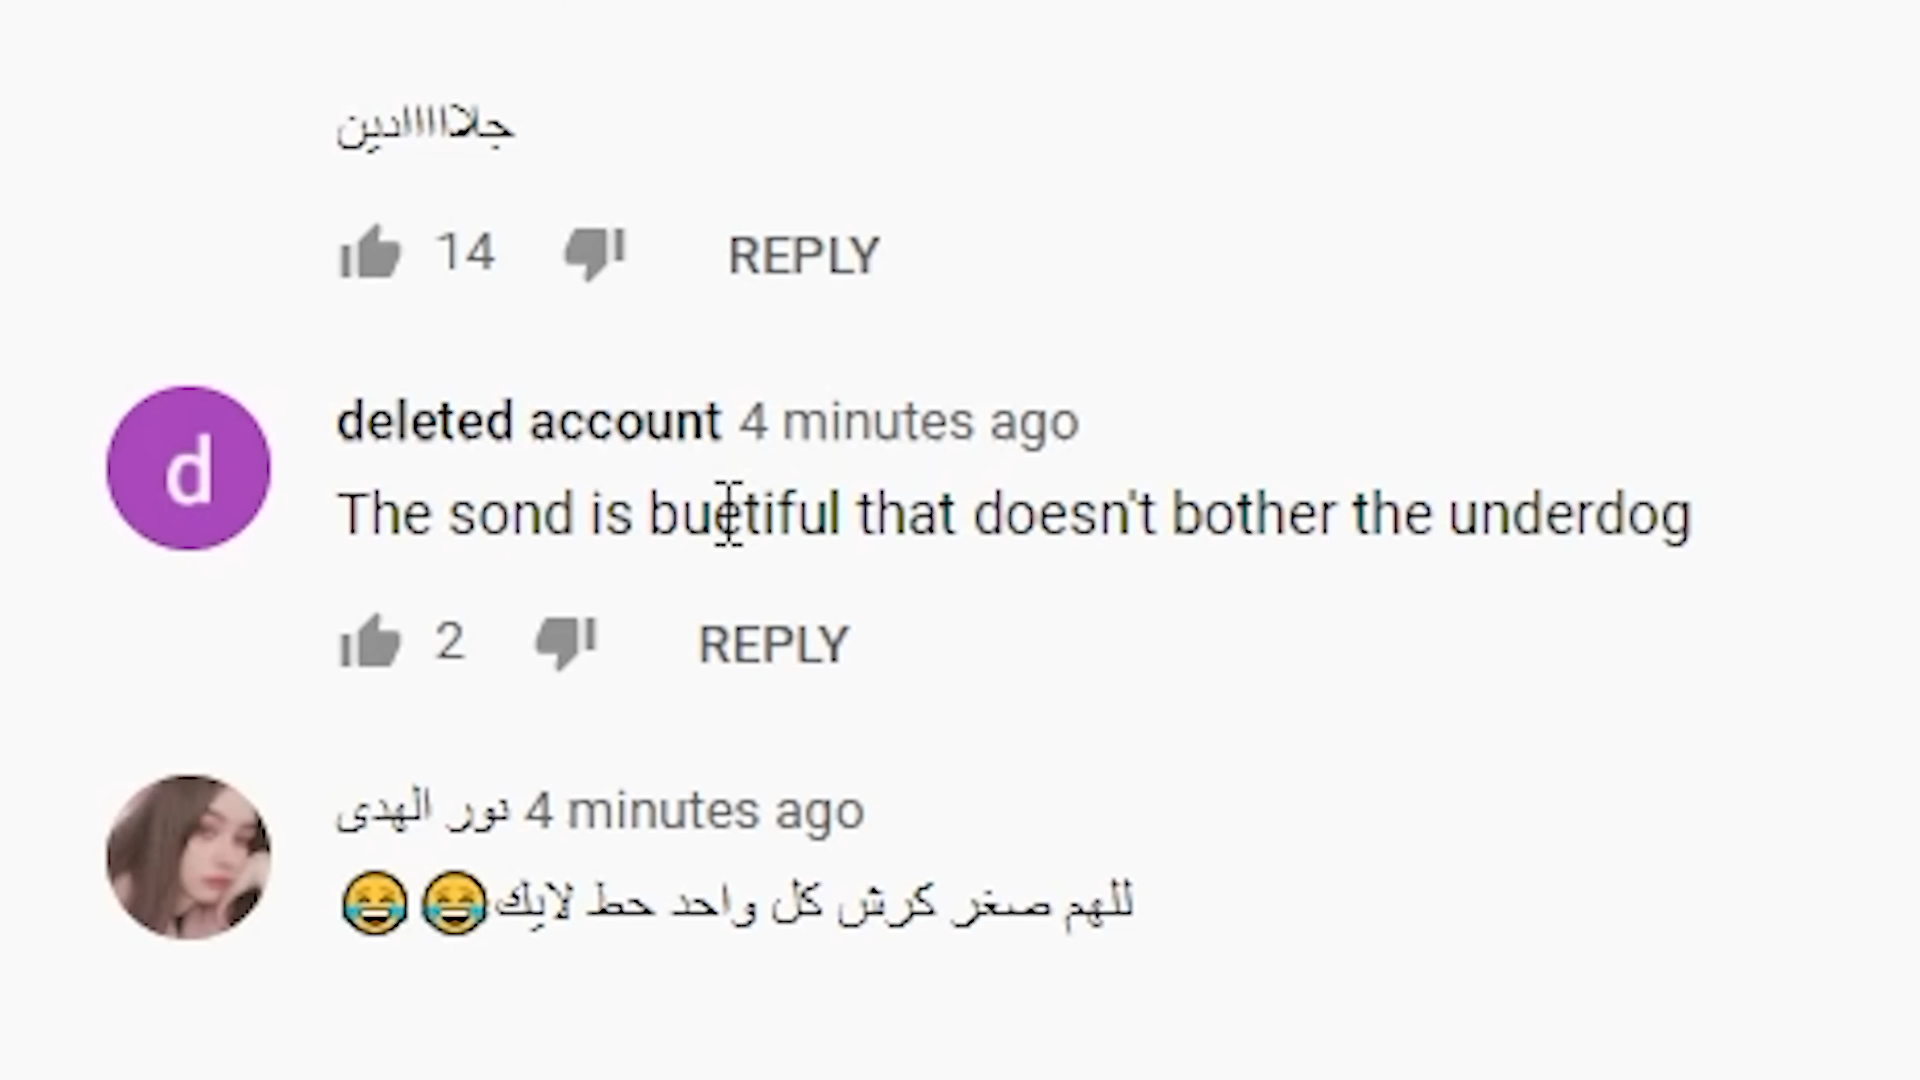 جلااااادين
14 REPLY
deleted account 4 minutes ago
The sond is buetiful that doesn't bother the underdog
2 REPLY
نور الهدى 4 minutes ago
للهم صغر كرش كل واحد حط لايك😂😂